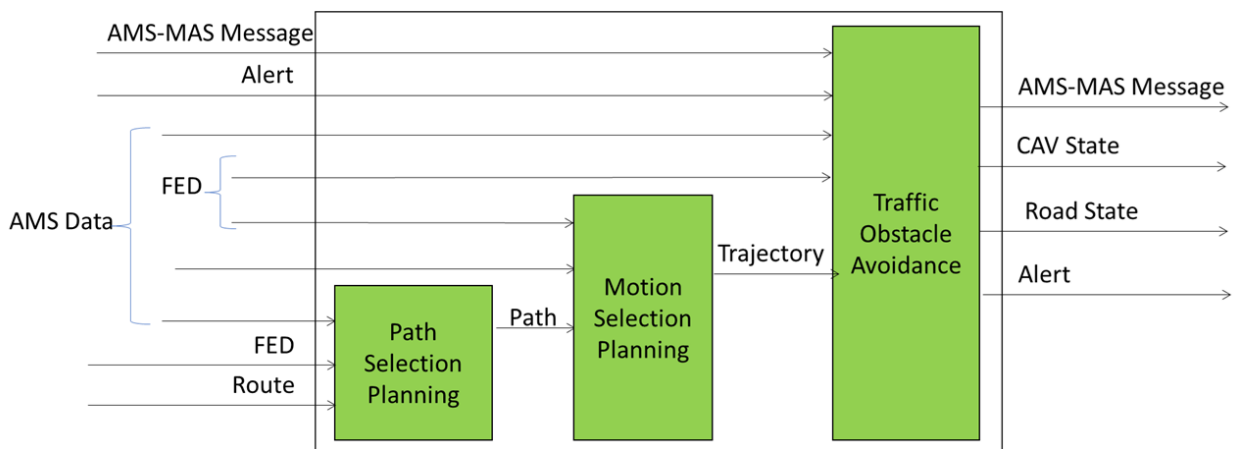 AMS-MAS Message
Alert
AMS-MAS Message
CAV State
FED
AMS Data
Traffic
Obstacle
Avoidance
Road State
Trajectory
Alert
Motion
Selection
Planning
Path
Path
Selection
Planning
FED
Route